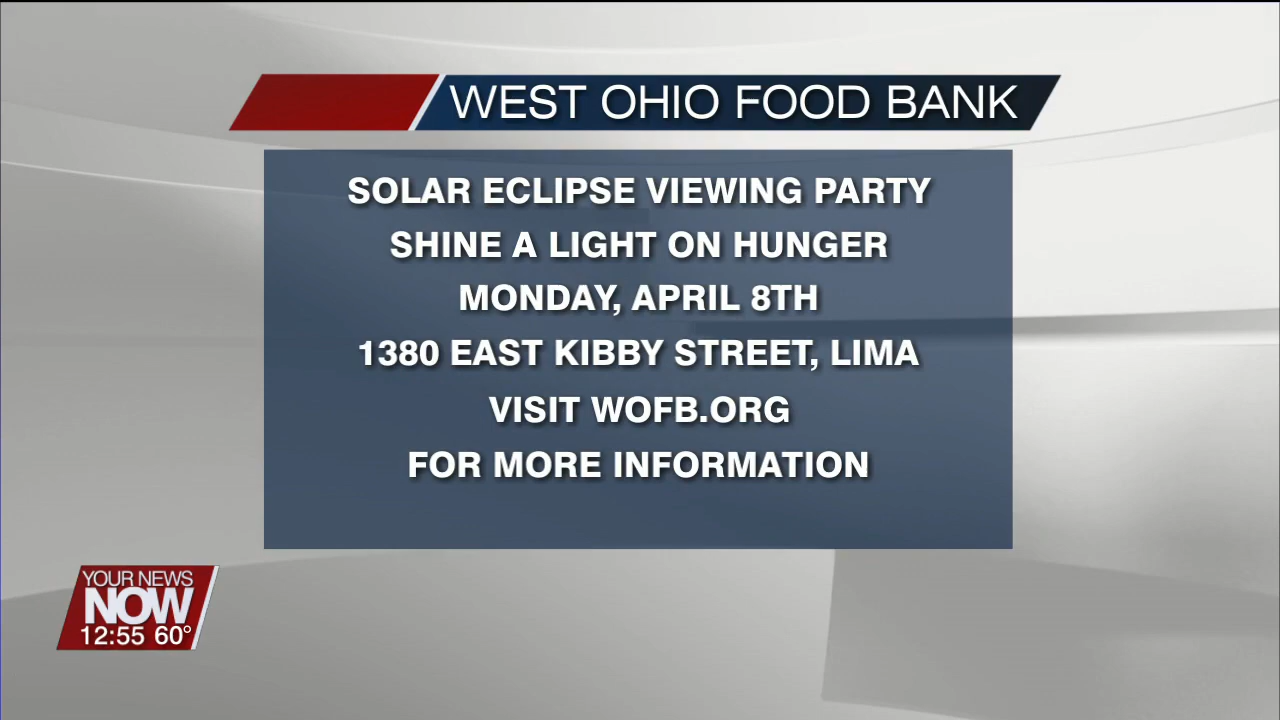 WEST OHIO FOOD BANK
SOLAR ECLIPSE VIEWING PARTY
SHINE A LIGHT ON HUNGER
MONDAY, APRIL 8TH
1380 EAST KIBBY STREET, LIMA
VISIT WOFB.ORG
FOR MORE INFORMATION
YOUR NEWS
NOW
12:55 60°